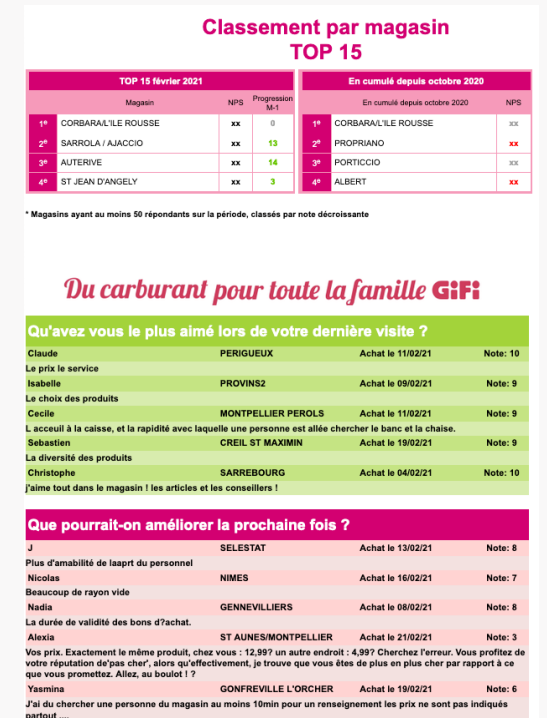 Classement par magasin
TOP 15
TOP 15 février 2021
En cumulé depuis octobre 2020
Magasin NPS Progression M-1
En cumulé depuis octobre 2020 NPS
1e CORBARA/L'ILE ROUSSE xx 0
1e CORBARA/L'ILE ROUSSE xx
2e SARROLA / AJACCIO xx 13
2e PROPRIANO xx
3e AUTERIVE xx 14
3e PORTICCIO xx
4e ST JEAN D'ANGELY xx 3
4e ALBERT xx
* Magasins ayant au moins 50 répondants sur la période, classés par note décroissante
Du carburant pour toute la famille GiFi
Qu'avez vous le plus aimé lors de votre dernière visite ?
Claude PERIGUEUX Achat le 11/02/21 Note: 10
Le prix le service
Isabelle PROVINS2 Achat le 09/02/21 Note: 9
Le choix des produits
Cecile MONTPELLIER PEROLS Achat le 11/02/21 Note: 9
L acceuil à la caisse, et la rapidité avec laquelle une personne est allée chercher le banc et la chaise.
Sebastien CREIL ST MAXIMIN Achat le 19/02/21 Note: 9
La diversité des produits
Christophe SARREBOURG Achat le 04/02/21 Note: 10
j'aime tout dans le magasin ! les articles et les conseillers !
Que pourrait-on améliorer la prochaine fois ?
J SELESTAT Achat le 13/02/21 Note: 8
Plus d'amabilité de laaprt du personnel
Nicolas NIMES Achat le 16/02/21 Note: 7
Beaucoup de rayon vide
Nadia GENNEVILLIERS Achat le 08/02/21 Note: 8
La durée de validité des bons d?achat.
Alexia ST AUNES/MONTPELLIER Achat le 21/02/21 Note: 3
Vos prix. Exactement le même produit, chez vous : 12,99? un autre endroit : 4,99? Cherchez l'erreur. Vous profitez de
votre réputation de'pas cher', alors qu'effectivement, je trouve que vous êtes de plus en plus cher par rapport à ce
que vous promettez. Allez, au boulot ! ?
Yasmina GONFREVILLE L'ORCHER Achat le 19/02/21 Note: 6
J'ai du chercher une personne du magasin au moins 10min pour un renseignement les prix ne sont pas indiqués
partout ....